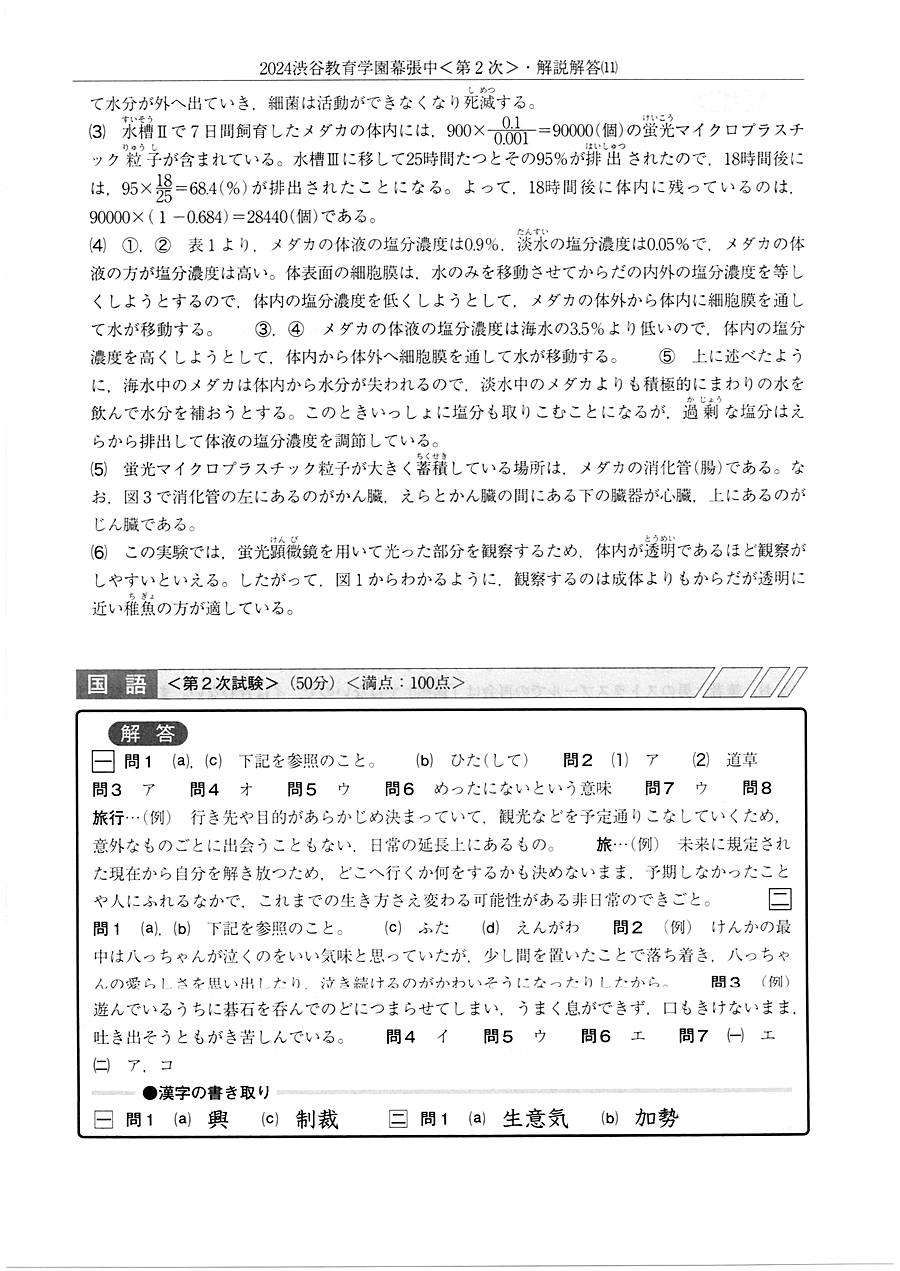 2024渋谷教育学園幕張中<第2次>・解説解答⑾
て水分が外へ出ていき,細菌は活動ができなくなり死滅する。
⑶ 水槽Ⅱで7日間飼育したメダカの体内には,900×0.1/0.001=90000(個)の蛍光マイクロプラスチ
ック粒子が含まれている。水槽Ⅲに移して25時間たつとその95%が排出されたので,18時間後に
は,95×18/25=68.4(%)が排出されたことになる。よって,18時間後に体内に残っているのは,
90000×(1-0.684)=28440(個)である。
⑷ ①,② 表1より,メダカの体液の塩分濃度は0.9%,淡水の塩分濃度は0.05%で,メダカの体
液の方が塩分濃度は高い。体表面の細胞膜は,水のみを移動させてからだの内外の塩分濃度を等し
くしようとするので,体内の塩分濃度を低くしようとして,メダカの体外から体内に細胞膜を通し
て水が移動する。 ③,④ メダカの体液の塩分濃度は海水の3.5%より低いので,体内の塩分
濃度を高くしようとして,体内から体外へ細胞膜を通して水が移動する。 ⑤ 上に述べたよう
に,海水中のメダカは体内から水分が失われるので,淡水中のメダカよりも積極的にまわりの水を
飲んで水分を補おうとする。このときいっしょに塩分も取りこむことになるが,過剰な塩分はえ
らから排出して体液の塩分濃度を調節している。
⑸ 蛍光マイクロプラスチック粒子が大きく蓄積している場所は,メダカの消化管(腸)である。な
お,図3で消化管の左にあるのがかん臓,えらとかん臓の間にある下の臓器が心臓,上にあるのが
じん臓である。
⑹ この実験では,蛍光顕微鏡を用いて光った部分を観察するため,体内が透明であるほど観察が
しやすいといえる。したがって,図1からわかるように,観察するのは成体よりもからだが透明に
近い稚魚の方が適している。
国語 <第2次試験> (50分) <満点:100点>
解答
一 問1 ⒜,⒞ 下記を参照のこと。 ⒝ ひた(して) 問2 ⑴ ア ⑵ 道草
問3 ア 問4 オ 問5 ウ 問6 めったにないという意味 問7 ウ 問8
旅行…(例) 行き先や目的があらかじめ決まっていて,観光などを予定通りこなしていくため,
意外なものごとに出会うこともない,日常の延長上にあるもの。 旅…(例) 未来に規定され
た現在から自分を解き放つため,どこへ行くか何をするかも決めないまま,予期しなかったこと
や人にふれるなかで,これまでの生き方さえ変わる可能性がある非日常のできごと。 二
問1 ⒜,⒝ 下記を参照のこと。 ⒞ ふた ⒟ えんがわ 問2 (例) けんかの最
中は八っちゃんが泣くのをいい気味と思っていたが,少し間を置いたことで落ち着き,八っちゃ
んの愛らしさを思い出したり,泣き続けるのがかわいそうになったりしたから。 問3 (例)
遊んでいるうちに碁石を呑んでのどにつまらせてしまい,うまく息ができず,口もきけないまま,
吐き出そうともがき苦しんでいる。 問4 イ 問5 ウ 問6 エ 問7 ㈠ エ
㈡ ア,コ
●漢字の書き取り
一 問1 ⒜ 興 ⒞ 制裁 二 問1 ⒜ 生意気 ⒝ 加勢